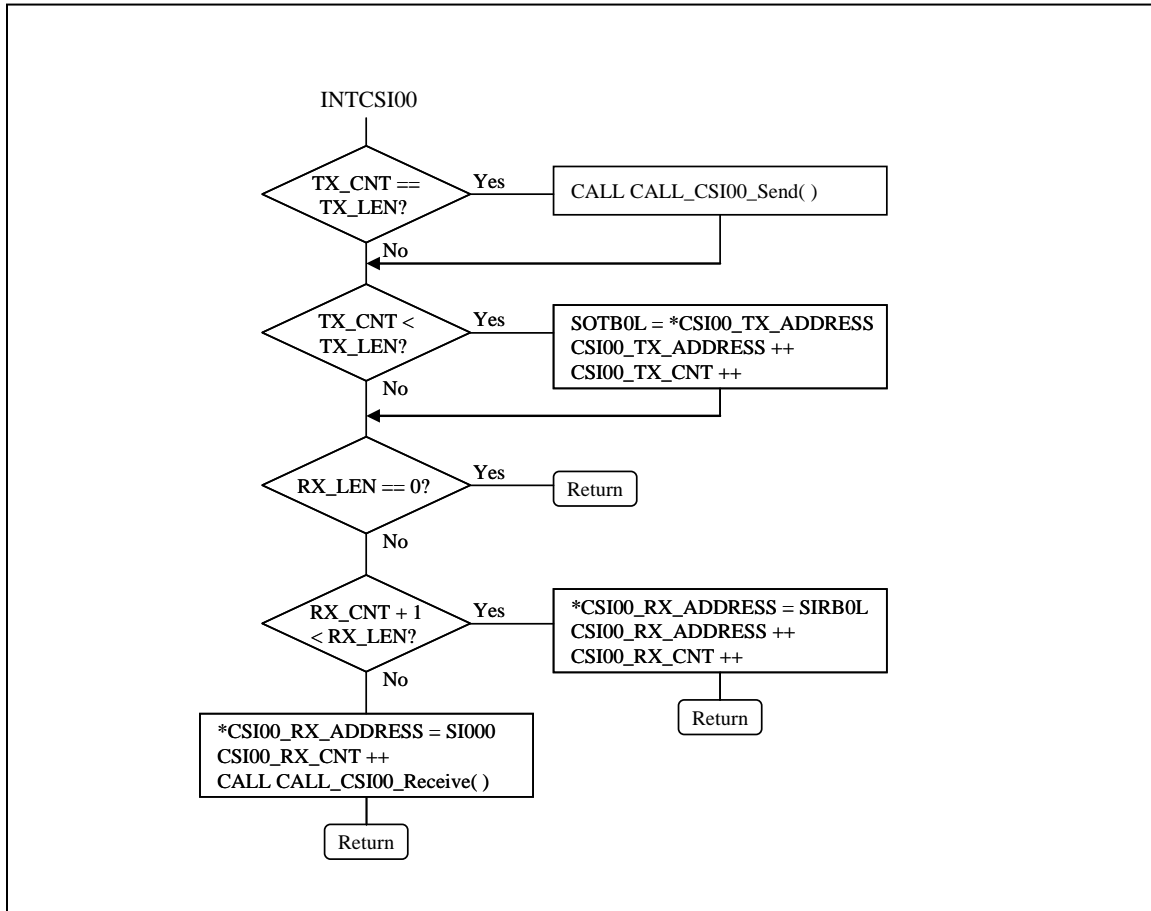 INTCSI00
TX_CNT ==
TX_LEN?
Yes
CALL CALL_CSI00_Send( )
No
TX_CNT <
TX_LEN?
Yes
SOTB0L = *CSI00_TX_ADDRESS
CSI00_TX_ADDRESS ++
CSI00_TX_CNT ++
No
RX_LEN == 0?
Yes
Return
No
RX_CNT + 1
< RX_LEN?
Yes
*CSI00_RX_ADDRESS = SIRB0L
CSI00_RX_ADDRESS ++
CSI00_RX_CNT ++
Return
No
*CSI00_RX_ADDRESS = SI000
CSI00_RX_CNT ++
CALL CALL_CSI00_Receive( )
Return